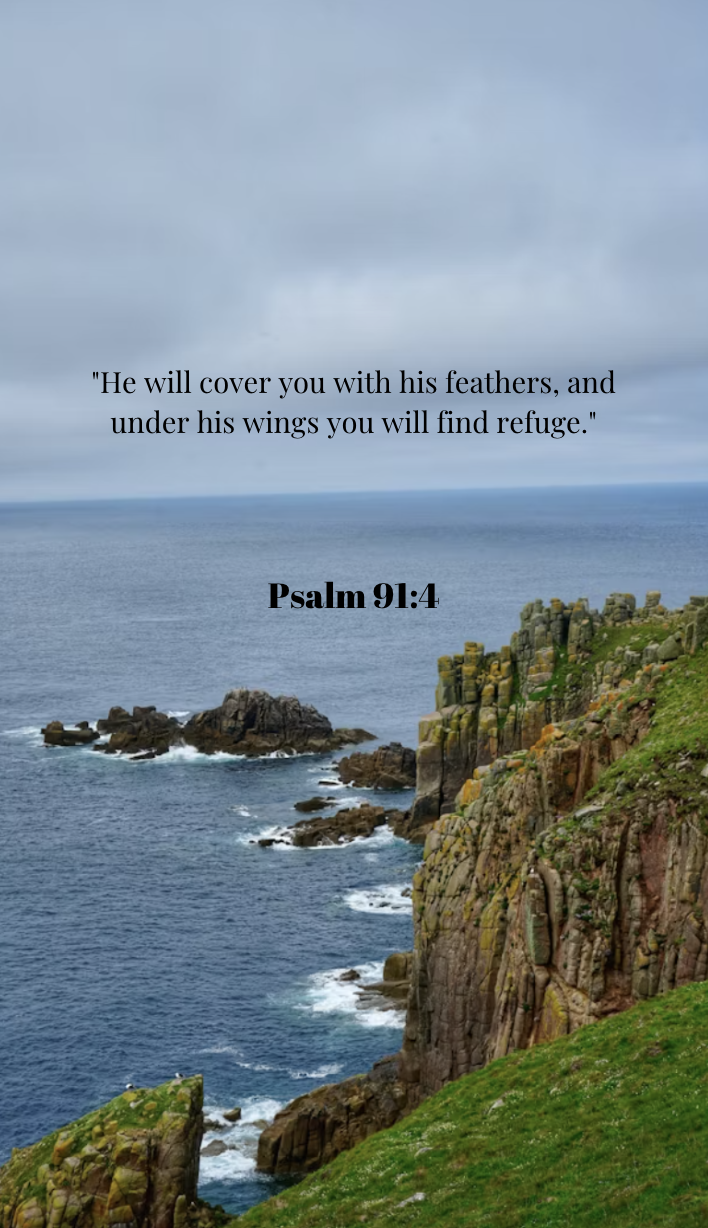 "He will cover you with his feathers, and
under his wings you will find refuge."
Psalm 91:4